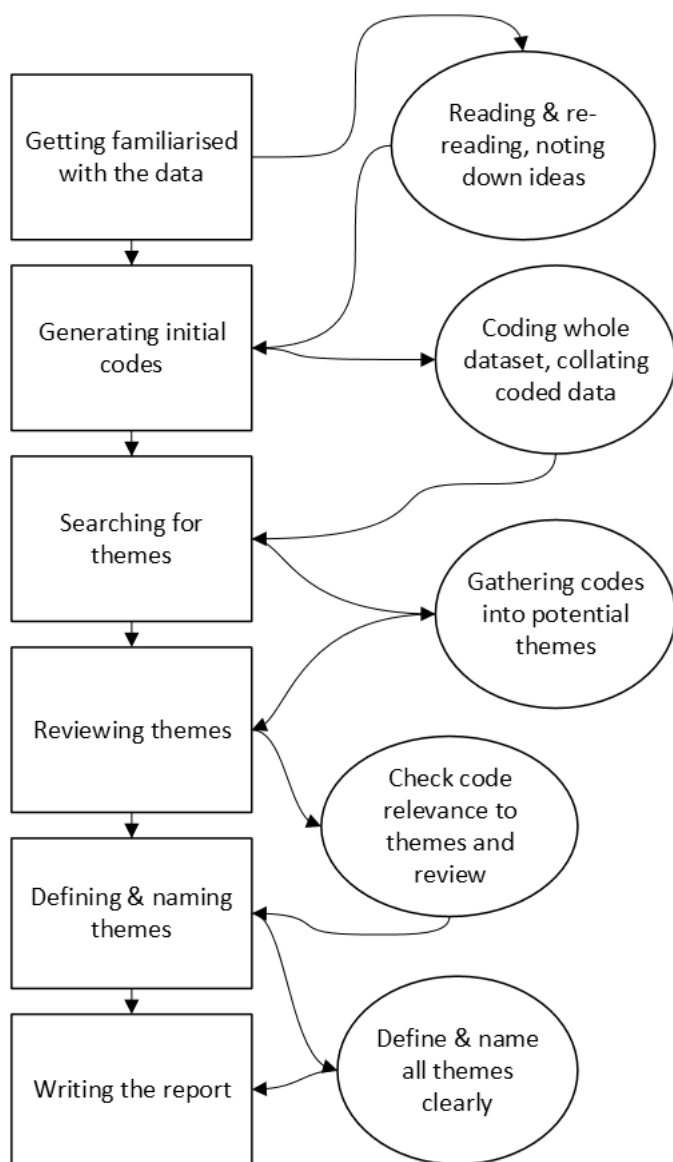 Getting familiarised
with the data
Reading & re-
reading, noting
down ideas
Generating initial
codes
Coding whole
dataset, collating
coded data
Searching for
themes
Gathering codes
into potential
themes
Reviewing themes
Check code
relevance to
themes and
review
Defining & naming
themes
Define & name
all themes
clearly
Writing the report